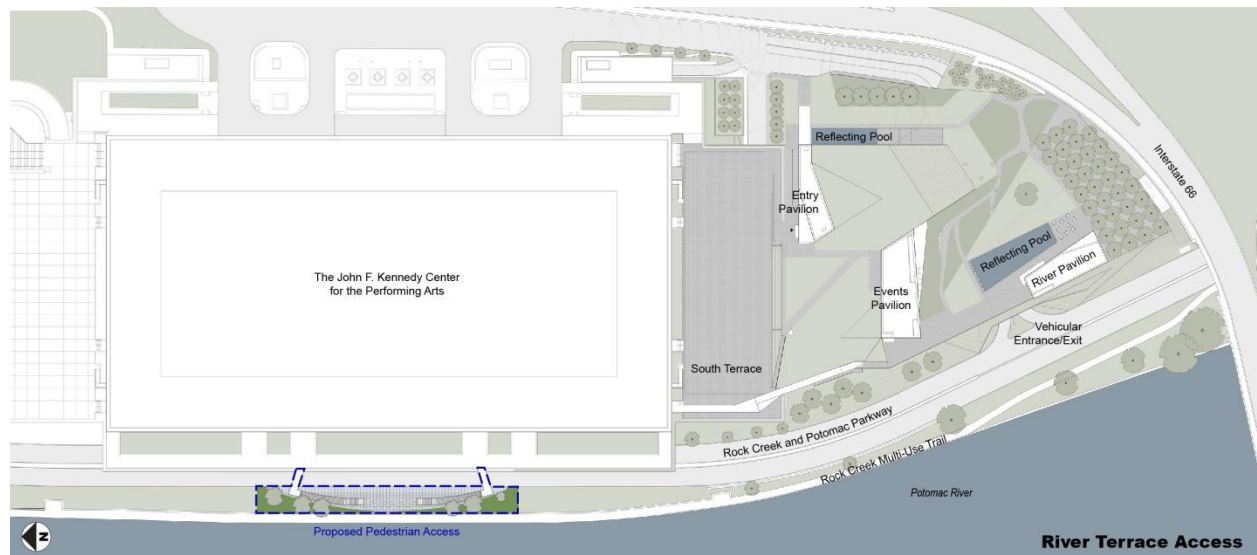 Reflecting Pool
Interstate 66
Entry
Pavilion
The John F. Kennedy Center
for the Performing Arts
Reflecting Pool
River Pavilion
Events
Pavilion
Vehicular
Entrance/Exit
South Terrace
Rock Creek and Potomac Parkway
Rock Creek Multi-Use Trail
Potomac River
Proposed Pedestrian Access
N
River Terrace Access